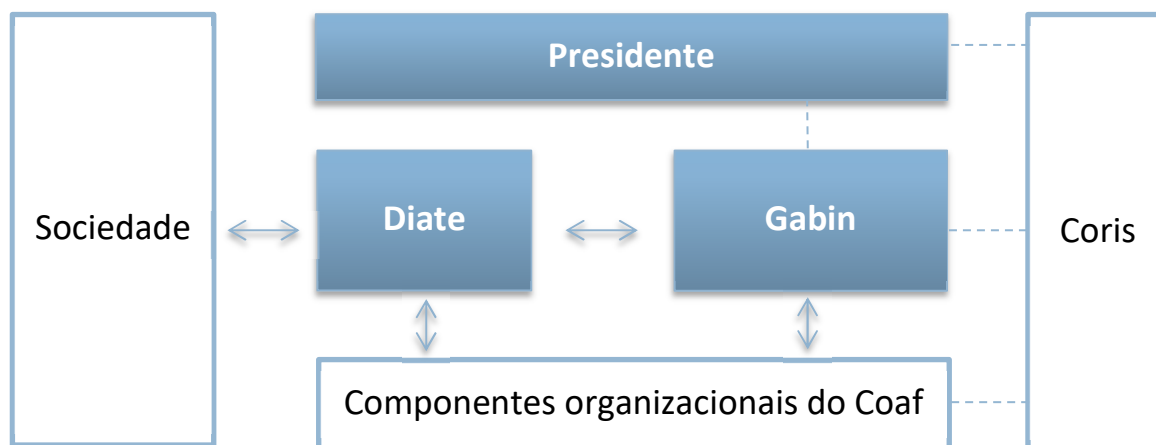 Presidente
Sociedade
Diate
Gabin
Coris
Componentes organizacionais do Coaf